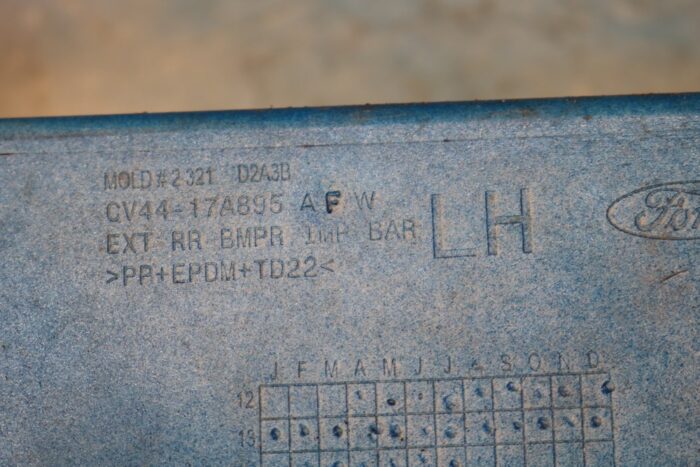 MOLD # 2321 D2A3B
CV44-17A895 AFW
EXT RR BMPR IMP BAR
>PP+EPDM+TD22<
LH
Ford
J F M A M J J A S O N D
12
13